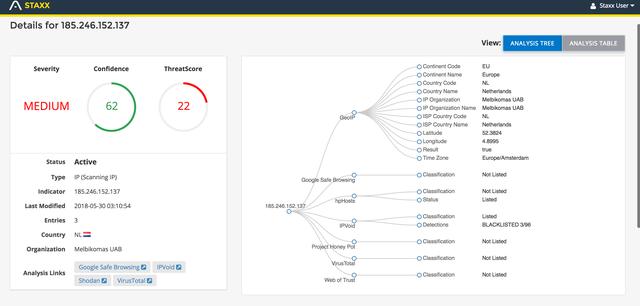 STAXX
Staxx User
Details for 185.246.152.137
View: ANALYSIS TREE ANALYSIS TABLE
Severity Confidence ThreatScore
MEDIUM 62 22
Status Active
Type IP (Scanning IP)
Indicator 185.246.152.137
Last Modified 2018-05-30 03:10:54
Entries 3
Country NL
Organization Melbikomas UAB
Analysis Links Google Safe Browsing IPVoid
Shodan VirusTotal
185.246.152.137
GeoIP
Continent Code EU
Continent Name Europe
Country Code NL
Country Name Netherlands
IP Organization Melbikomas UAB
IP Organization Name Melbikomas UAB
ISP Country Code NL
ISP Country Name Netherlands
Latitude 52.3824
Longitude 4.8995
Result true
Time Zone Europe/Amsterdam
Google Safe Browsing Classification Not Listed
hpHosts
Classification Not Listed
Status Listed
IPVoid
Classification Listed
Detections BLACKLISTED 3/96
Project Honey Pot Classification Not Listed
VirusTotal Classification Not Listed
Web of Trust Classification Not Listed